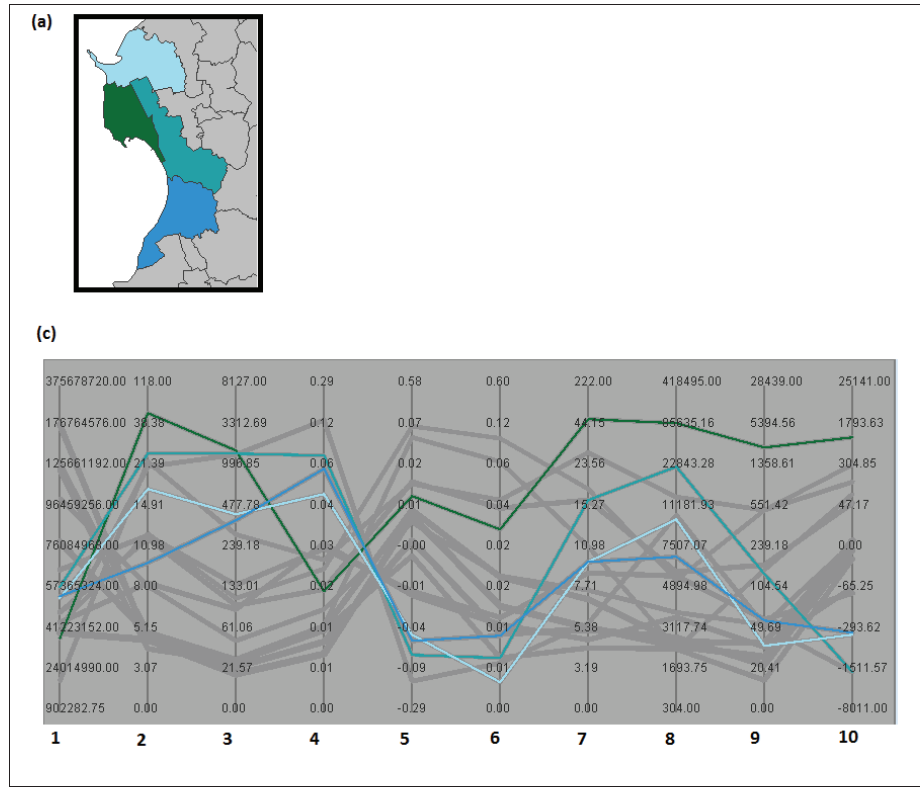 (a)
(c)
375678720.00 118.00 8127.00 0.29 0.58 0.60 222.00 418495.00 28439.00 25141.00
176764576.00 38.38 3312.69 0.12 0.07 0.12 44.15 85635.16 5394.56 1793.63
125661192.00 21.39 996.85 0.06 0.02 0.06 23.56 22843.28 1358.61 304.85
96459256.00 14.91 477.78 0.04 0.01 0.04 15.27 11181.93 551.42 47.17
76084968.00 10.98 239.18 0.03 -0.00 0.02 10.98 7507.07 239.18 0.00
57365324.00 8.00 133.01 0.02 -0.01 0.02 7.71 4894.98 104.54 -65.25
41223152.00 5.15 61.06 0.01 -0.04 0.01 5.38 3117.74 49.69 -293.62
24014990.00 3.07 21.57 0.01 -0.09 0.01 3.19 1693.75 20.41 -1511.57
902282.75 0.00 0.00 0.00 -0.29 0.00 0.00 304.00 0.00 -8011.00
1 2 3 4 5 6 7 8 9 10